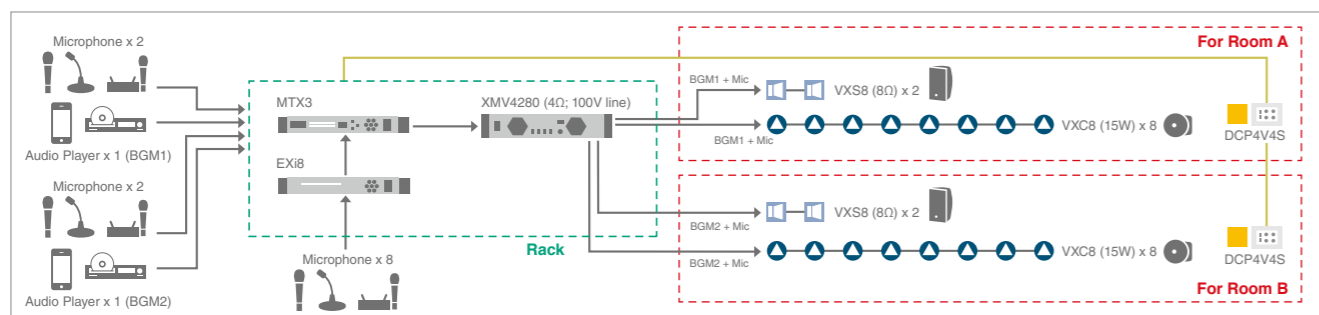 Microphone x 2
Audio Player x 1 (BGM1)
Microphone x 2
Audio Player x 1 (BGM2)
MTX3
EXi8
XMV4280 (4Ω; 100V line)
Rack
Microphone x 8
For Room A
BGM1 + Mic
VXS8 (8Ω) x 2
BGM1 + Mic
VXC8 (15W) x 8
DCP4V4S
BGM2 + Mic
VXS8 (8Ω) x 2
BGM2 + Mic
VXC8 (15W) x 8
DCP4V4S
For Room B